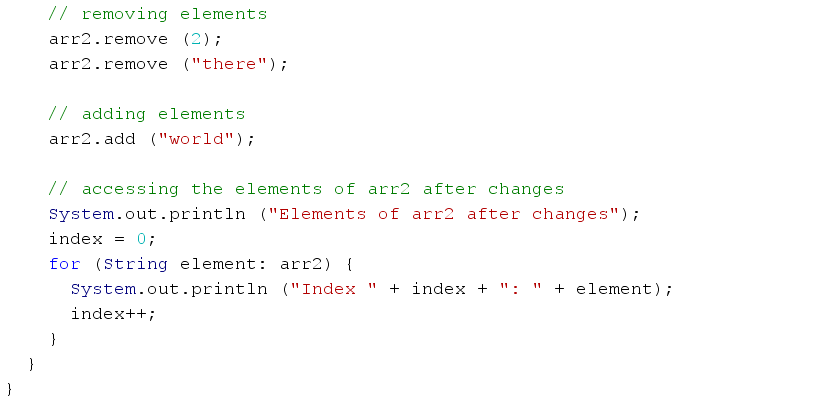 // removing elements
arr2.remove (2);
arr2.remove ("there");
// adding elements
arr2.add ("world");
// accessing the elements of arr2 after changes
System.out.println ("Elements of arr2 after changes");
index = 0;
for (String element: arr2) {
System.out.println ("Index " + index + ": " + element);
index++;
}
}
}